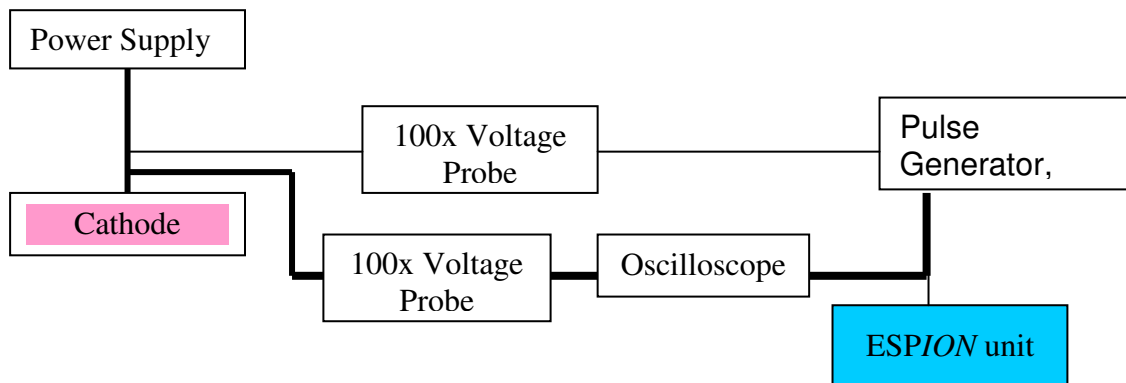 Power Supply
100x Voltage
Probe
Pulse
Generator,
Cathode
100x Voltage
Probe
Oscilloscope
ESPION unit